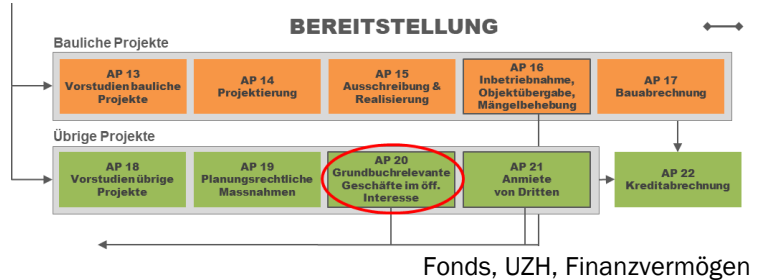 BEREITSTELLUNG
Bauliche Projekte
AP 13
Vorstudien bauliche
Projekte
AP 14
Projektierung
AP 15
Ausschreibung &
Realisierung
AP 16
Inbetriebnahme,
Objektübergabe,
Mängelbehebung
AP 17
Bauabrechnung
Übrige Projekte
AP 18
Vorstudien übrige
Projekte
AP 19
Planungsrechtliche
Massnahmen
AP 20
Grundbuchrelevante
Geschäfte im öff.
Interesse
AP 21
Anmiete
von Dritten
AP 22
Kreditabrechnung
Fonds, UZH, Finanzvermögen